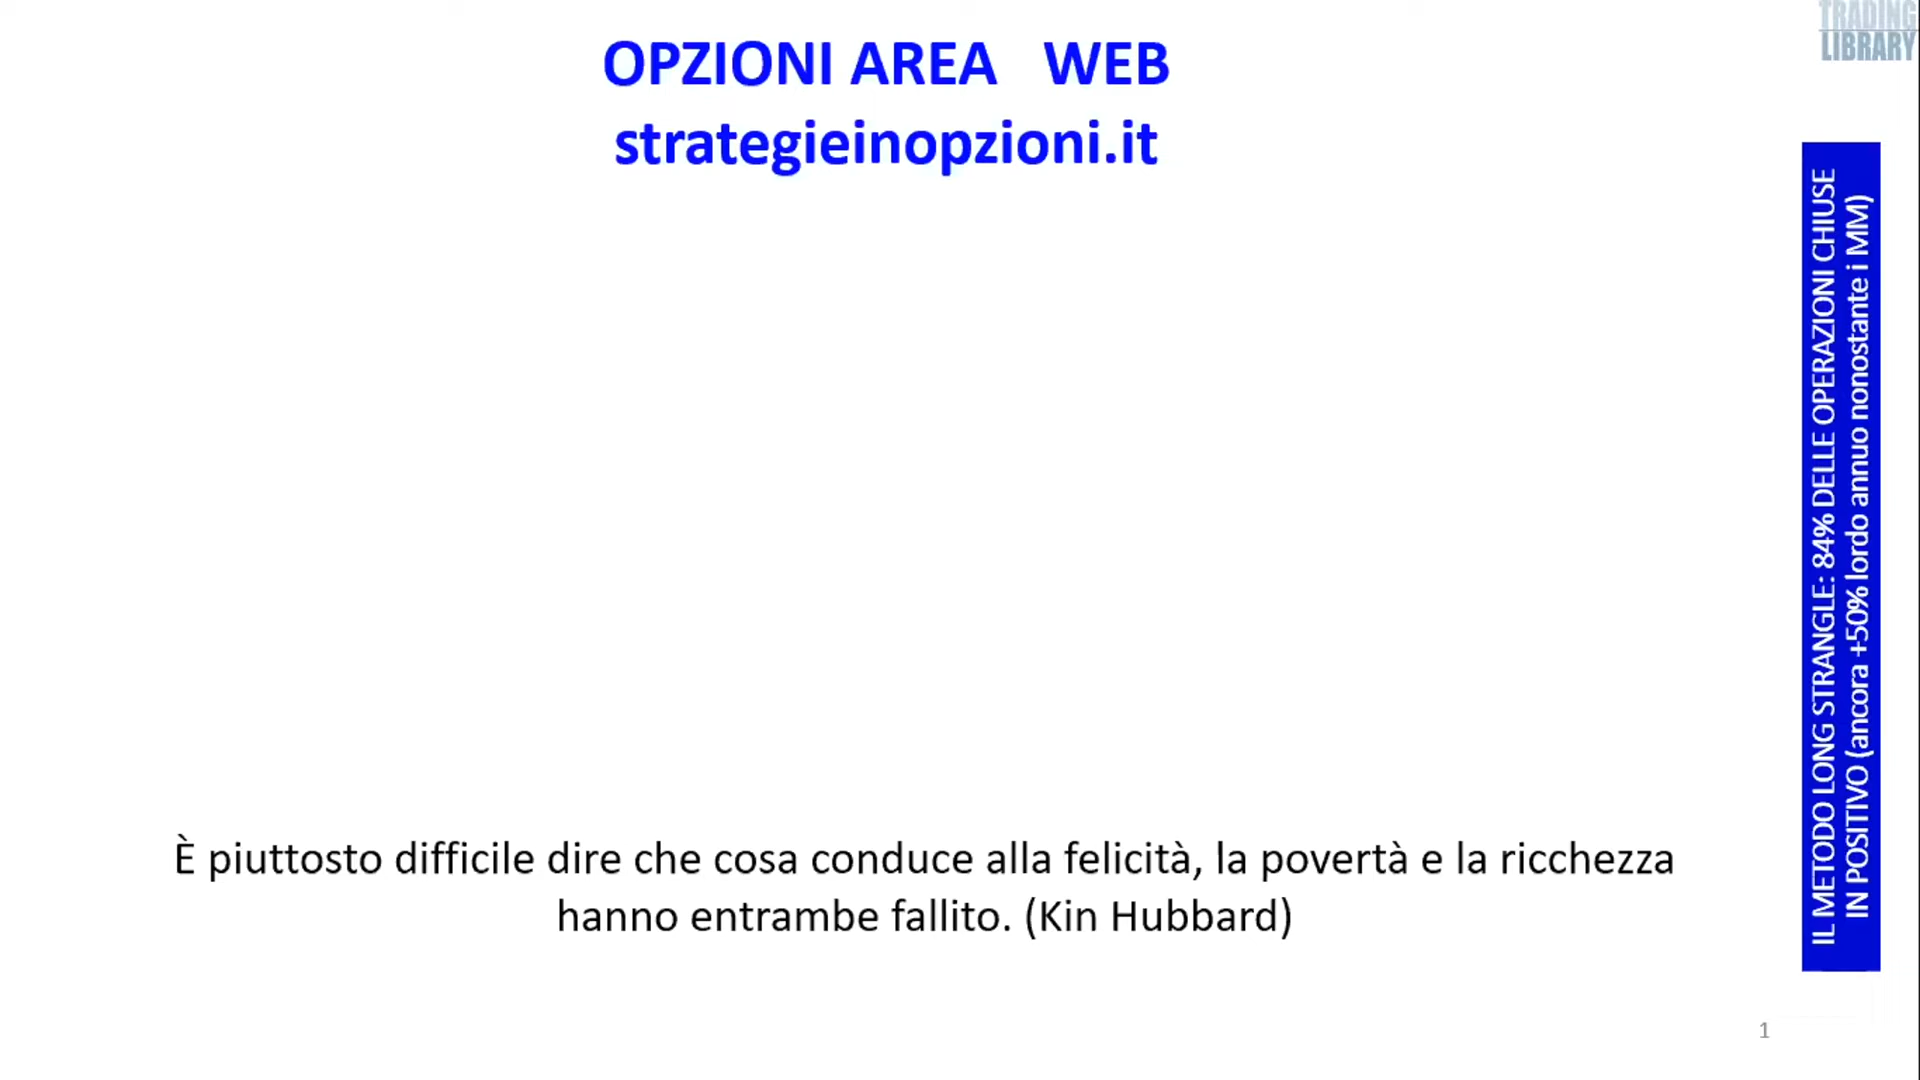 TRADING
LIBRARY
OPZIONI AREA WEB
strategieinopzioni.it
IL METODO LONG STRANGLE: 84% DELLE OPERAZIONI CHIUSE
IN POSITIVO (ancora +50% lordo annuo nonostante i MM)
È piuttosto difficile dire che cosa conduce alla felicità, la povertà e la ricchezza
hanno entrambe fallito. (Kin Hubbard)
1